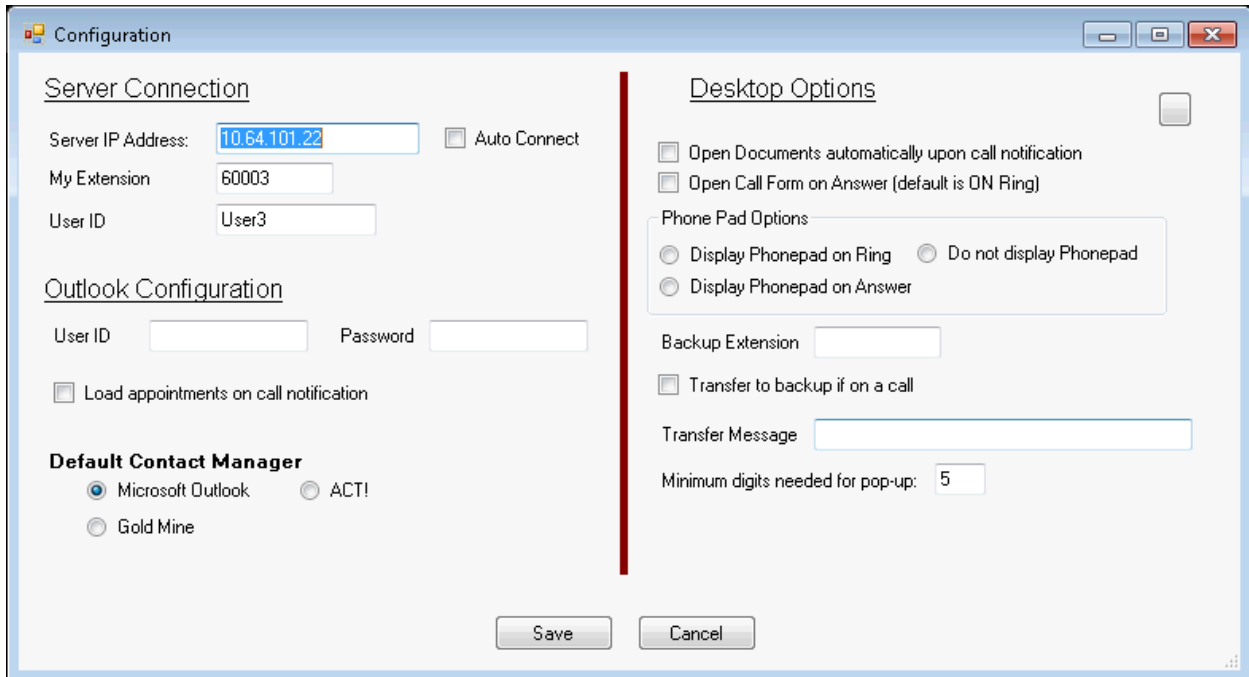 Configuration
Server Connection
Server IP Address: 10.64.101.22 Auto Connect
My Extension 60003
User ID User3
Outlook Configuration
User ID Password
Load appointments on call notification
Default Contact Manager
Microsoft Outlook ACT!
Gold Mine
Desktop Options
Open Documents automatically upon call notification
Open Call Form on Answer (default is ON Ring)
Phone Pad Options
Display Phonepad on Ring Do not display Phonepad
Display Phonepad on Answer
Backup Extension
Transfer to backup if on a call
Transfer Message
Minimum digits needed for pop-up: 5
Save Cancel